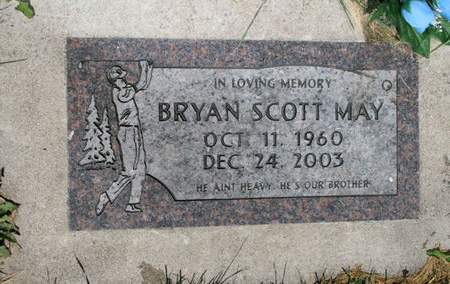 IN LOVING MEMORY
BRYAN SCOTT MAY
OCT. 11. 1960
DEC. 24. 2003
HE AINT HEAVY, HE'S OUR BROTHER